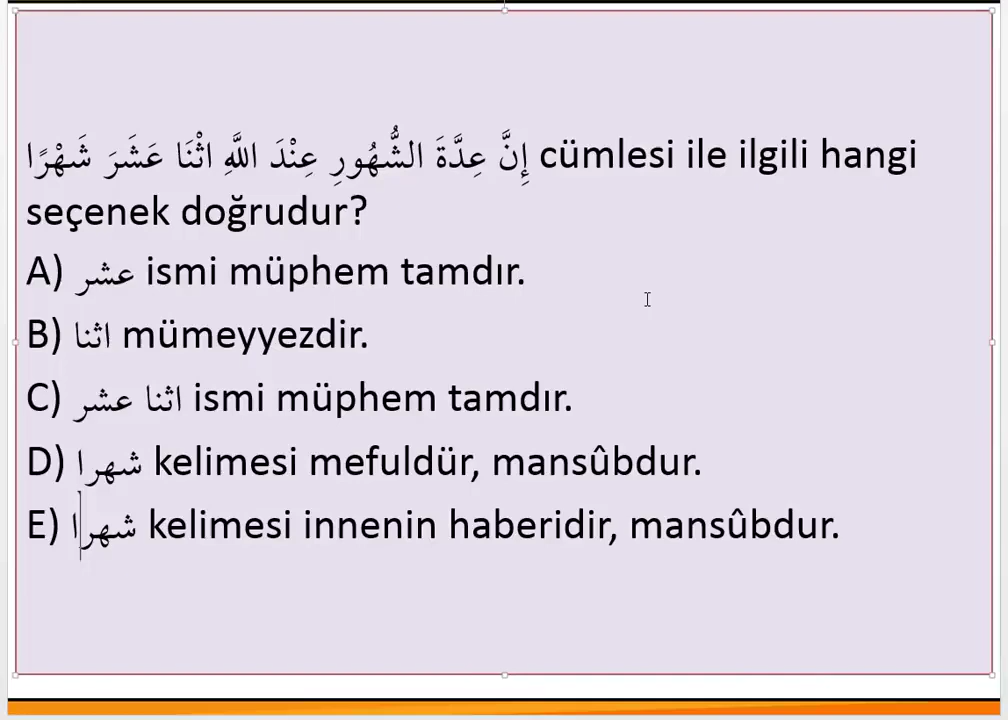 إِنَّ عِدَّةَ الشُّهُورِ عِنْدَ اللَّهِ اثْنَا عَشَرَ شَهْرًا cümlesi ile ilgili hangi
seçenek doğrudur?
A) عشر ismi müphem tamdır.
B) اثنا mümeyyezdir.
C) اثنا عشر ismi müphem tamdır.
D) شهرا kelimesi mefuldür, mansûbdur.
E) شهرا kelimesi innenin haberidir, mansûbdur.